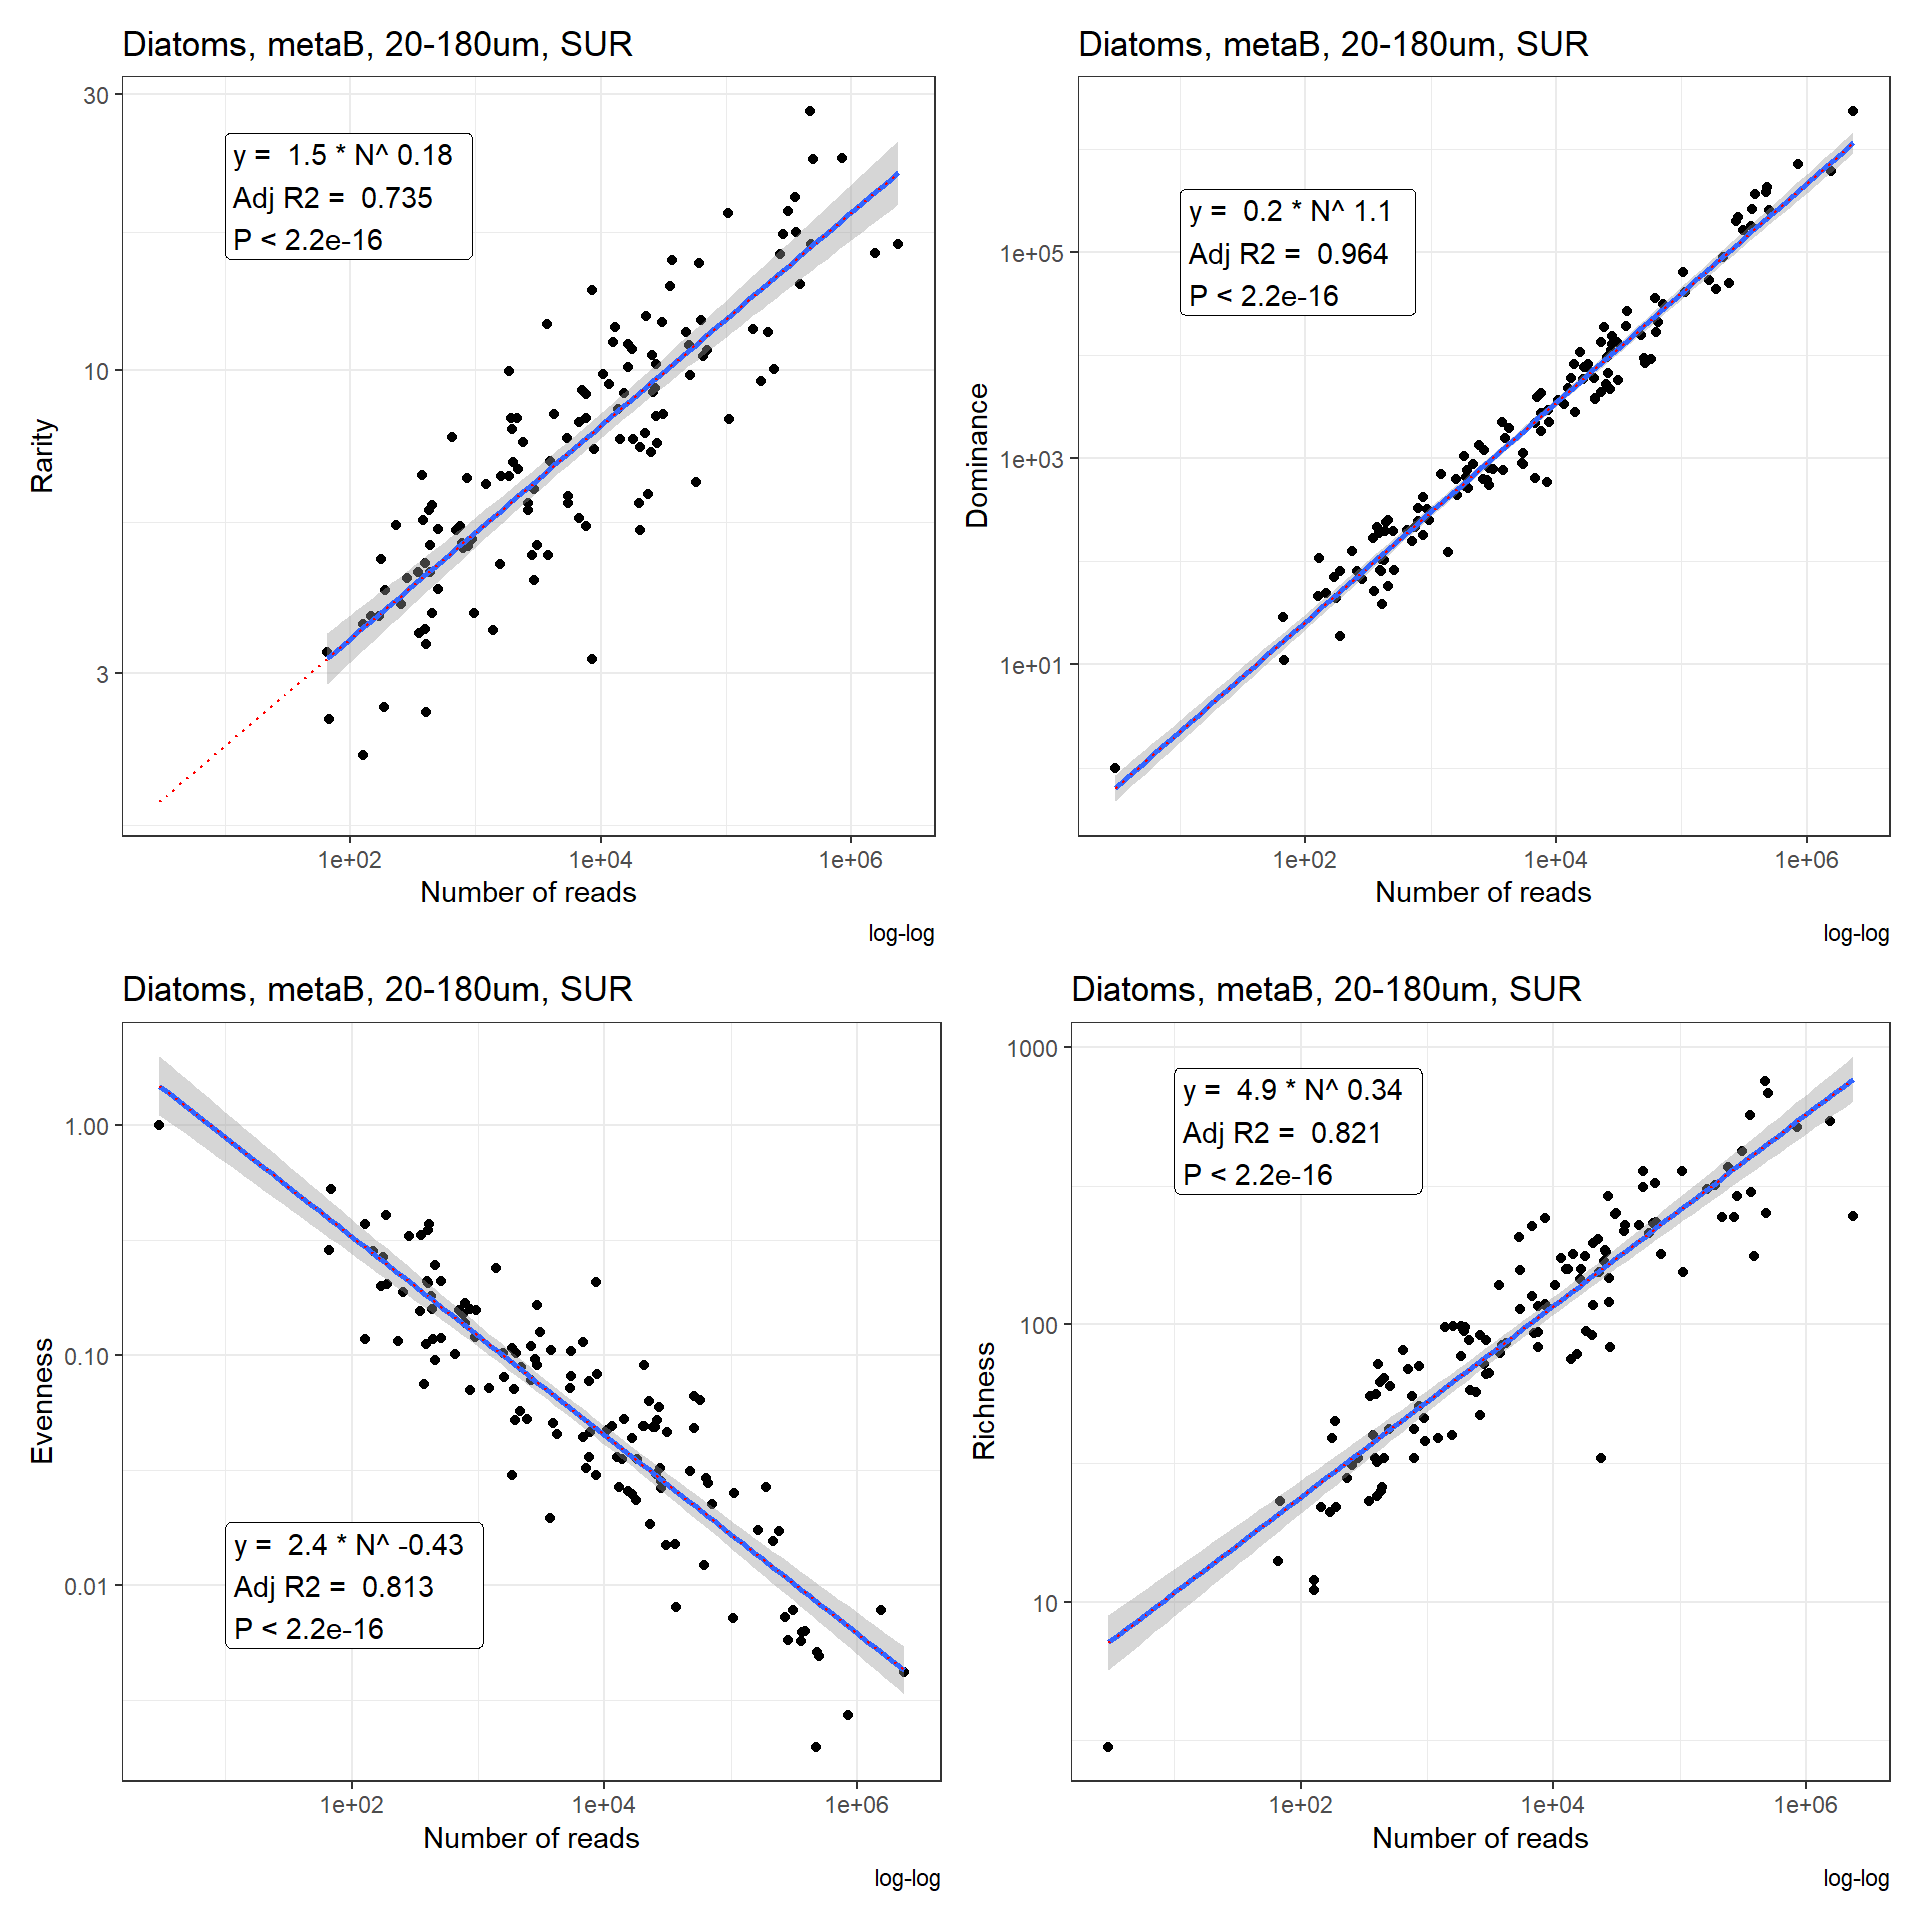 Diatoms, metaB, 20-180um, SUR
30
10
3
Rarity
y =  1.5 * N^ 0.18
Adj R2 =  0.735
P < 2.2e-16
1e+02 1e+04 1e+06
Number of reads
log-log
Diatoms, metaB, 20-180um, SUR
1e+05
1e+03
1e+01
Dominance
y =  0.2 * N^ 1.1
Adj R2 =  0.964
P < 2.2e-16
1e+02 1e+04 1e+06
Number of reads
log-log
Diatoms, metaB, 20-180um, SUR
1.00
0.10
0.01
Evenness
y =  2.4 * N^ -0.43
Adj R2 =  0.813
P < 2.2e-16
1e+02 1e+04 1e+06
Number of reads
log-log
Diatoms, metaB, 20-180um, SUR
1000
100
10
Richness
y =  4.9 * N^ 0.34
Adj R2 =  0.821
P < 2.2e-16
1e+02 1e+04 1e+06
Number of reads
log-log